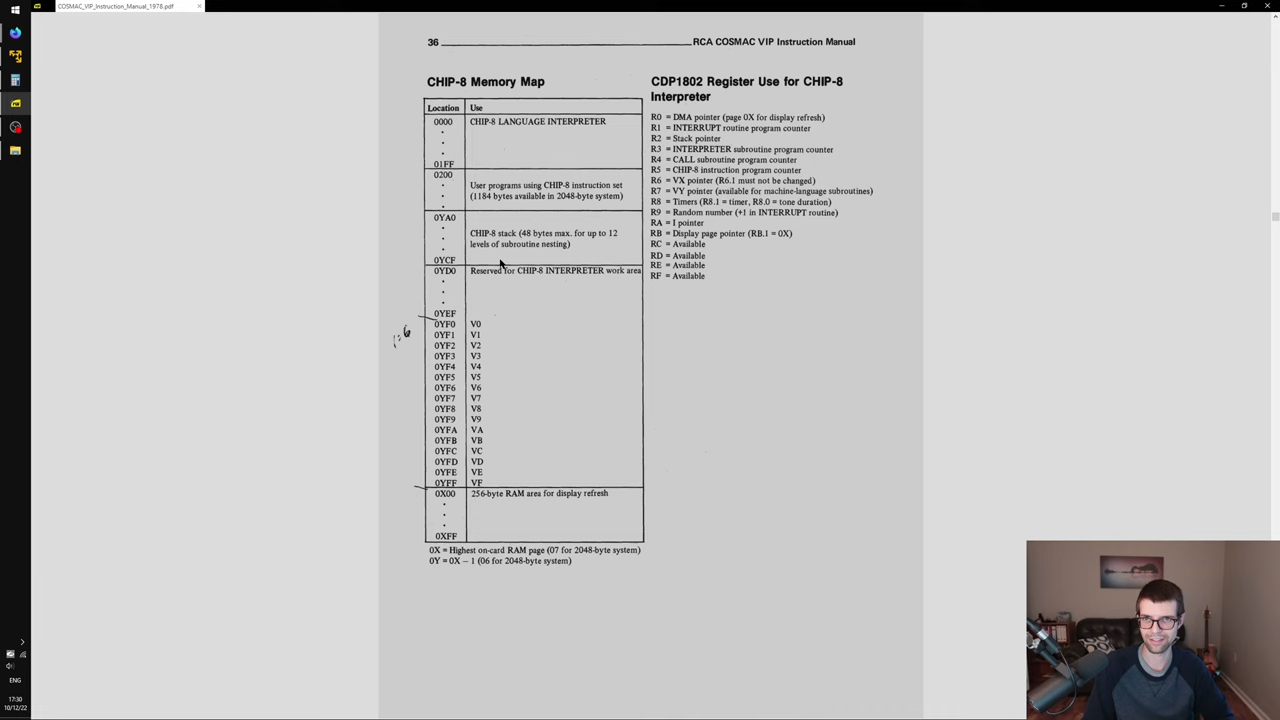 COSMAC_VIP_Instruction_Manual_1978.pdf
36
RCA COSMAC VIP Instruction Manual
CHIP-8 Memory Map
Location Use
0000 CHIP-8 LANGUAGE INTERPRETER
01FF
0200
User programs using CHIP-8 instruction set
(1184 bytes available in 2048-byte system)
0YA0
CHIP-8 stack (48 bytes max. for up to 12
levels of subroutine nesting)
0YCF
0YD0 Reserved for CHIP-8 INTERPRETER work area
0YEF
0YF0 V0
0YF1 V1
0YF2 V2
0YF3 V3
0YF4 V4
0YF5 V5
0YF6 V6
0YF7 V7
0YF8 V8
0YF9 V9
0YFA VA
0YFB VB
0YFC VC
0YFD VD
0YFE VE
0YFF VF
0X00 256-byte RAM area for display refresh
0XFF
0X = Highest on-card RAM page (07 for 2048-byte system)
0Y = 0X – 1 (06 for 2048-byte system)
CDP1802 Register Use for CHIP-8
Interpreter
R0 = DMA pointer (page 0X for display refresh)
R1 = INTERRUPT routine program counter
R2 = Stack pointer
R3 = INTERPRETER subroutine program counter
R4 = CALL subroutine program counter
R5 = CHIP-8 instruction program counter
R6 = VX pointer (R6.1 must not be changed)
R7 = VY pointer (available for machine-language subroutines)
R8 = Timers (R8.1 = timer, R8.0 = tone duration)
R9 = Random number (+1 in INTERRUPT routine)
RA = I pointer
RB = Display page pointer (RB.1 = 0X)
RC = Available
RD = Available
RE = Available
RF = Available
ENG
17:30
10/12/22